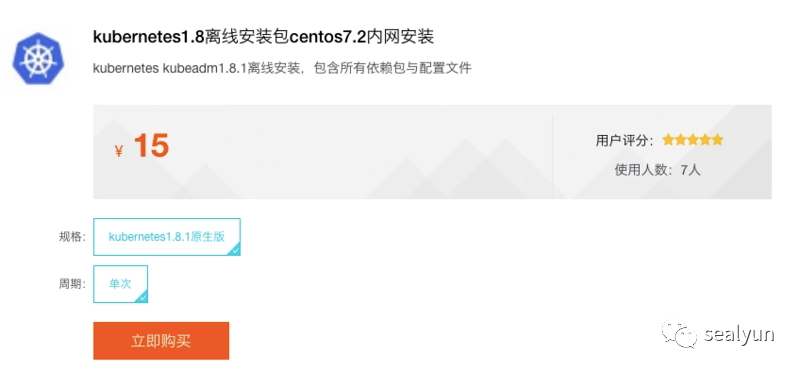 kubernetes1.8离线安装包centos7.2内网安装
kubernetes kubeadm1.8.1离线安装，包含所有依赖包与配置文件
¥ 15
用户评分：
使用人数：7人
规格： kubernetes1.8.1原生版
周期： 单次
立即购买
sealyun